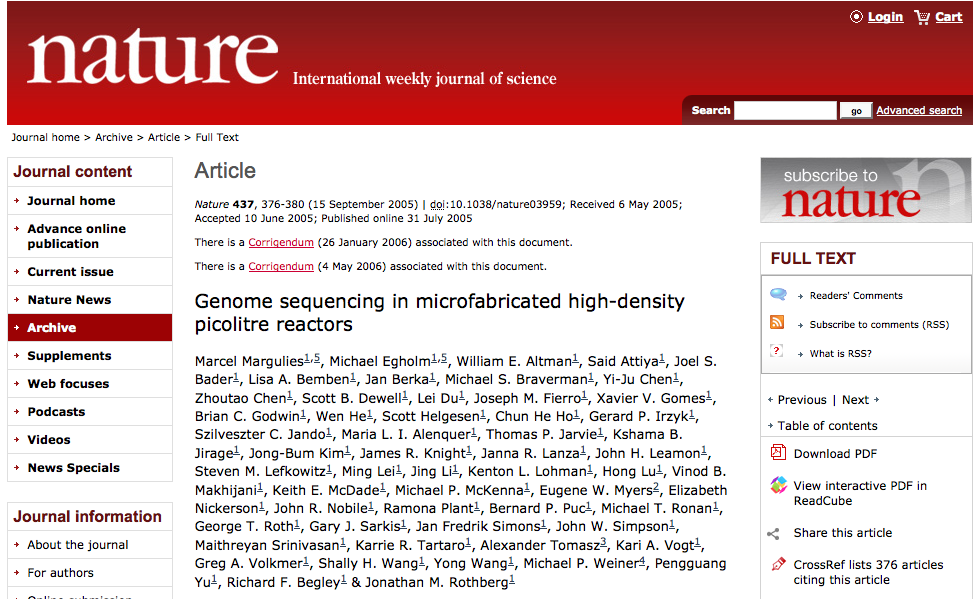 Login Cart
nature International weekly journal of science
Search go Advanced search
Journal home > Archive > Article > Full Text
Journal content
Journal home
Advance online
publication
Current issue
Nature News
Archive
Supplements
Web focuses
Podcasts
Videos
News Specials
Journal information
About the journal
For authors
Online submission
Article
Nature 437, 376-380 (15 September 2005) | doi:10.1038/nature03959; Received 6 May 2005;
Accepted 10 June 2005; Published online 31 July 2005
There is a Corrigendum (26 January 2006) associated with this document.
There is a Corrigendum (4 May 2006) associated with this document.
Genome sequencing in microfabricated high-density
picolitre reactors
Marcel Margulies1,5, Michael Egholm1,5, William E. Altman1, Said Attiya1, Joel S.
Bader1, Lisa A. Bemben1, Jan Berka1, Michael S. Braverman1, Yi-Ju Chen1,
Zhoutao Chen1, Scott B. Dewell1, Lei Du1, Joseph M. Fierro1, Xavier V. Gomes1,
Brian C. Godwin1, Wen He1, Scott Helgesen1, Chun He Ho1, Gerard P. Irzyk1,
Szilveszter C. Jando1, Maria L. I. Alenquer1, Thomas P. Jarvie1, Kshama B.
Jirage1, Jong-Bum Kim1, James R. Knight1, Janna R. Lanza1, John H. Leamon1,
Steven M. Lefkowitz1, Ming Lei1, Jing Li1, Kenton L. Lohman1, Hong Lu1, Vinod B.
Makhijani1, Keith E. McDade1, Michael P. McKenna1, Eugene W. Myers2, Elizabeth
Nickerson1, John R. Nobile1, Ramona Plant1, Bernard P. Puc1, Michael T. Ronan1,
George T. Roth1, Gary J. Sarkis1, Jan Fredrik Simons1, John W. Simpson1,
Maithreyan Srinivasan1, Karrie R. Tartaro1, Alexander Tomasz3, Kari A. Vogt1,
Greg A. Volkmer1, Shally H. Wang1, Yong Wang1, Michael P. Weiner4, Pengguang
Yu1, Richard F. Begley1 & Jonathan M. Rothberg1
subscribe to
nature
FULL TEXT
Readers' Comments
Subscribe to comments (RSS)
? What is RSS?
Previous | Next
Table of contents
Download PDF
View interactive PDF in
ReadCube
Share this article
CrossRef lists 376 articles
citing this article